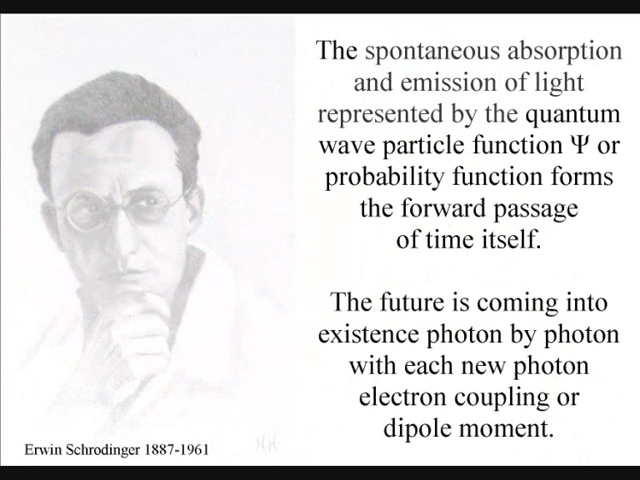 The spontaneous absorption
and emission of light
represented by the quantum
wave particle function Ψ or
probability function forms
the forward passage
of time itself.
The future is coming into
existence photon by photon
with each new photon
electron coupling or
dipole moment.
Erwin Schrodinger 1887-1961